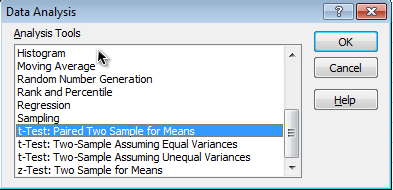 Data Analysis
Analysis Tools
Histogram
Moving Average
Random Number Generation
Rank and Percentile
Regression
Sampling
t-Test: Paired Two Sample for Means
t-Test: Two-Sample Assuming Equal Variances
t-Test: Two-Sample Assuming Unequal Variances
z-Test: Two Sample for Means
OK
Cancel
Help